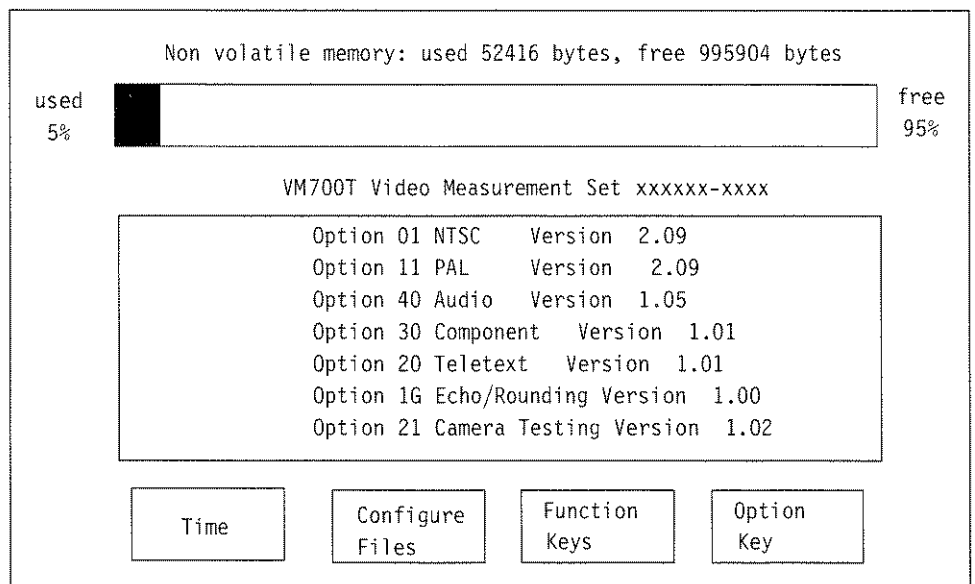 Non volatile memory: used 52416 bytes, free 995904 bytes
used
5%
free
95%
VM700T Video Measurement Set xxxxxx-xxxx
Option 01 NTSC Version 2.09
Option 11 PAL Version 2.09
Option 40 Audio Version 1.05
Option 30 Component Version 1.01
Option 20 Teletext Version 1.01
Option 1G Echo/Rounding Version 1.00
Option 21 Camera Testing Version 1.02
Time
Configure
Files
Function
Keys
Option
Key